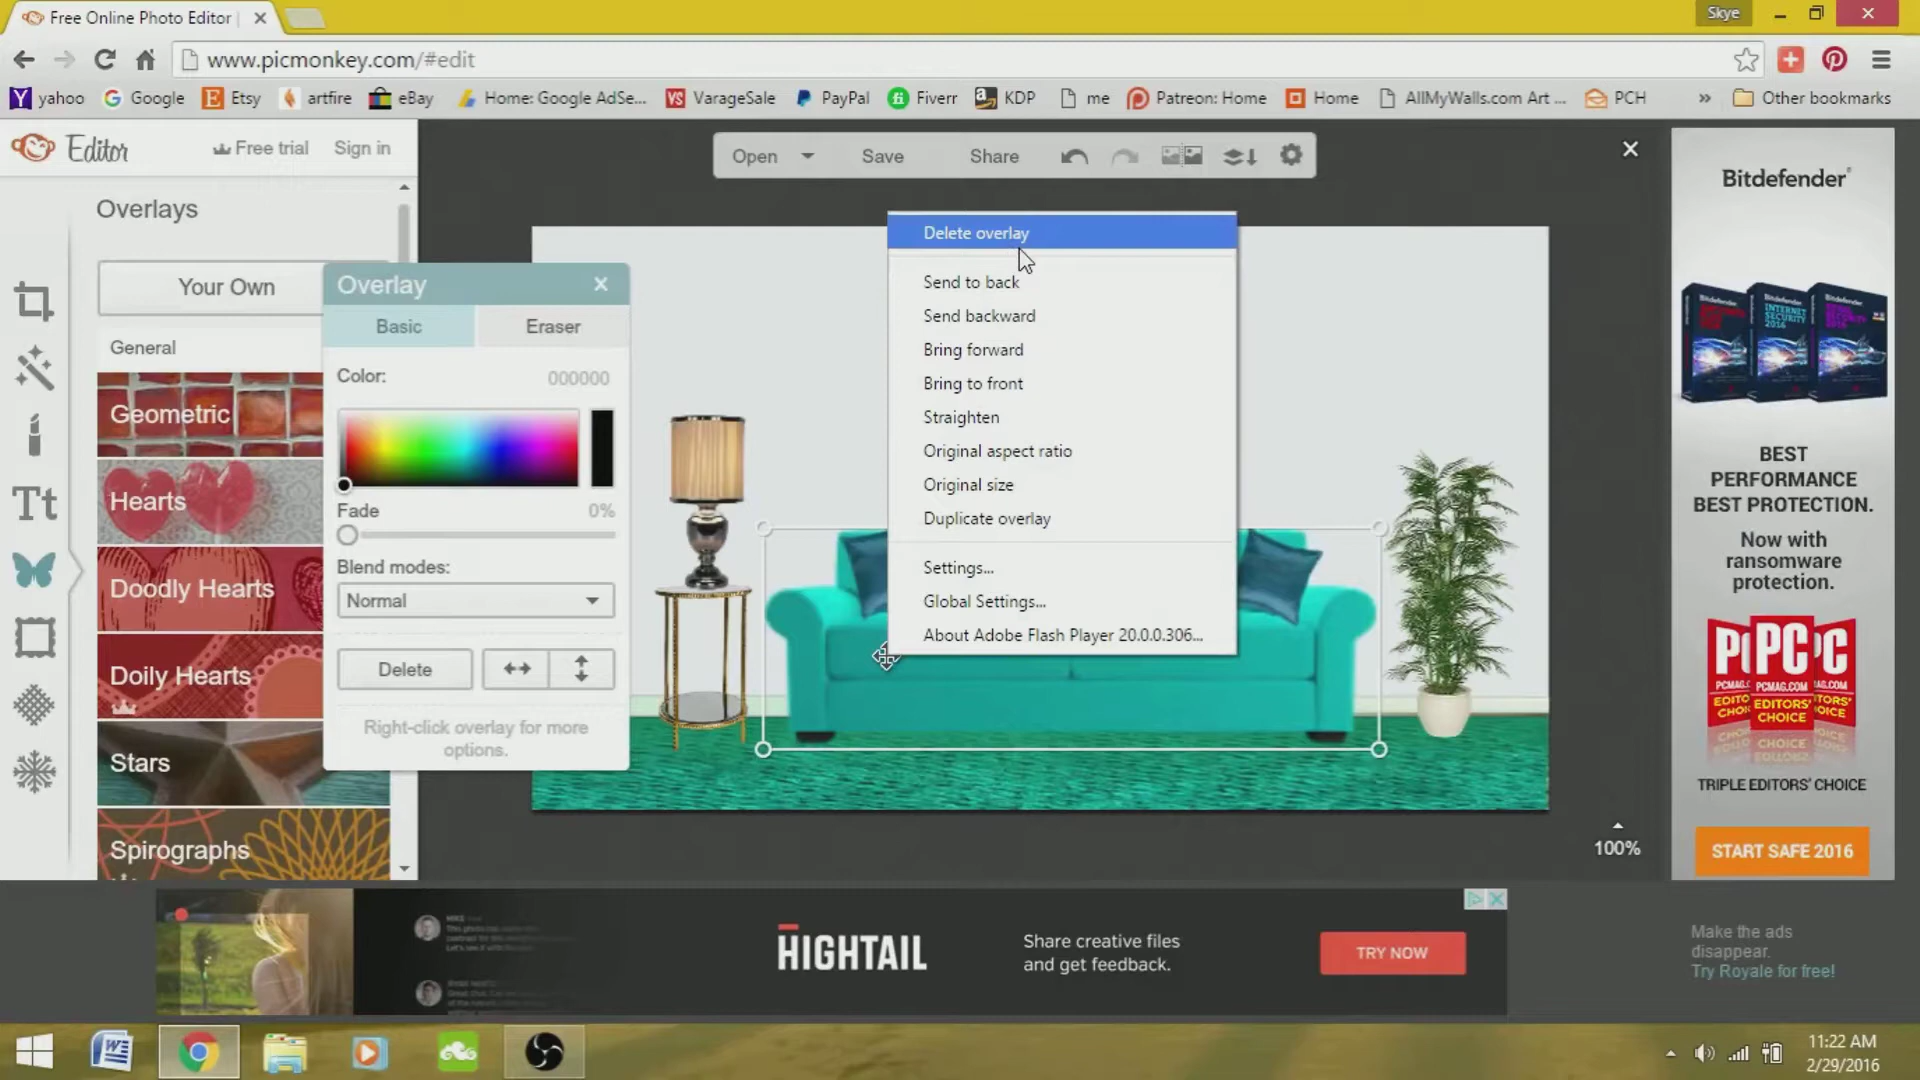 Free Online Photo Editor
Skye
www.picmonkey.com/#edit
yahoo
Google
Etsy
artfire
eBay
Home: Google AdSe...
VarageSale
PayPal
Fiverr
KDP
me
Patreon: Home
Home
AllMyWalls.com Art ...
PCH
»
Other bookmarks
Editor
Free trial
Sign in
Open
Save
Share
Overlays
Your Own
General
Geometric
Hearts
Doodly Hearts
Doily Hearts
Stars
Spirographs
Tt
Overlay
Basic
Eraser
Color:
000000
Fade
0%
Blend modes:
Normal
Delete
Right-click overlay for more
options.
Delete overlay
Send to back
Send backward
Bring forward
Bring to front
Straighten
Original aspect ratio
Original size
Duplicate overlay
Settings...
Global Settings...
About Adobe Flash Player 20.0.0.306...
100%
Bitdefender®
BEST
PERFORMANCE
BEST PROTECTION.
Now with
ransomware
protection.
PC
PCMAG.COM
EDITORS'
CHOICE
TRIPLE EDITORS' CHOICE
START SAFE 2016
HIGHTAIL
Share creative files
and get feedback.
TRY NOW
Make the ads
disappear.
Try Royale for free!
11:22 AM
2/29/2016